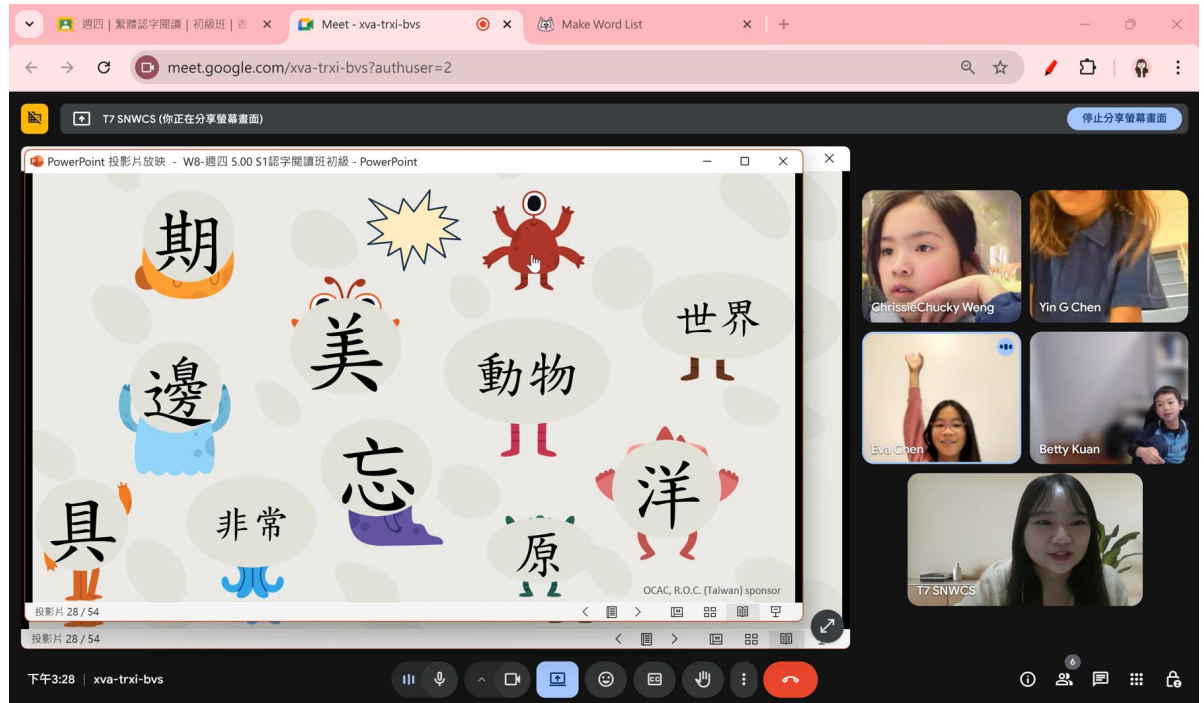 週四 | 繁體認字閱讀 | 初級班 | 香
Meet - xva-trxi-bvs
Make Word List
meet.google.com/xva-trxi-bvs?authuser=2
T7 SNWCS (你正在分享螢幕畫面)
停止分享螢幕畫面
PowerPoint 投影片放映 - W8-週四 5.00 S1認字閱讀班初級 - PowerPoint
期
世界
美
動物
邊
忘
洋
具
非常
原
OCAC, R.O.C. (Taiwan) sponsor
投影片 28 / 54
投影片 28 / 54
ChrissieChucky Weng
Yin G Chen
Eva Chen
Betty Kuan
T7 SNWCS
下午3:28 | xva-trxi-bvs
CC
6